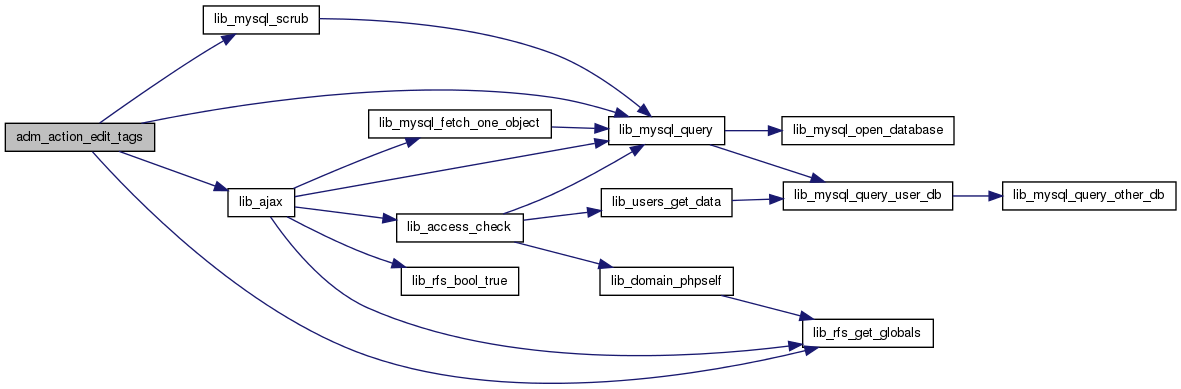 lib_mysql_scrub
lib_mysql_fetch_one_object
adm_action_edit_tags
lib_mysql_query
lib_mysql_open_database
lib_ajax
lib_users_get_data
lib_mysql_query_user_db
lib_mysql_query_other_db
lib_access_check
lib_rfs_bool_true
lib_domain_phpself
lib_rfs_get_globals